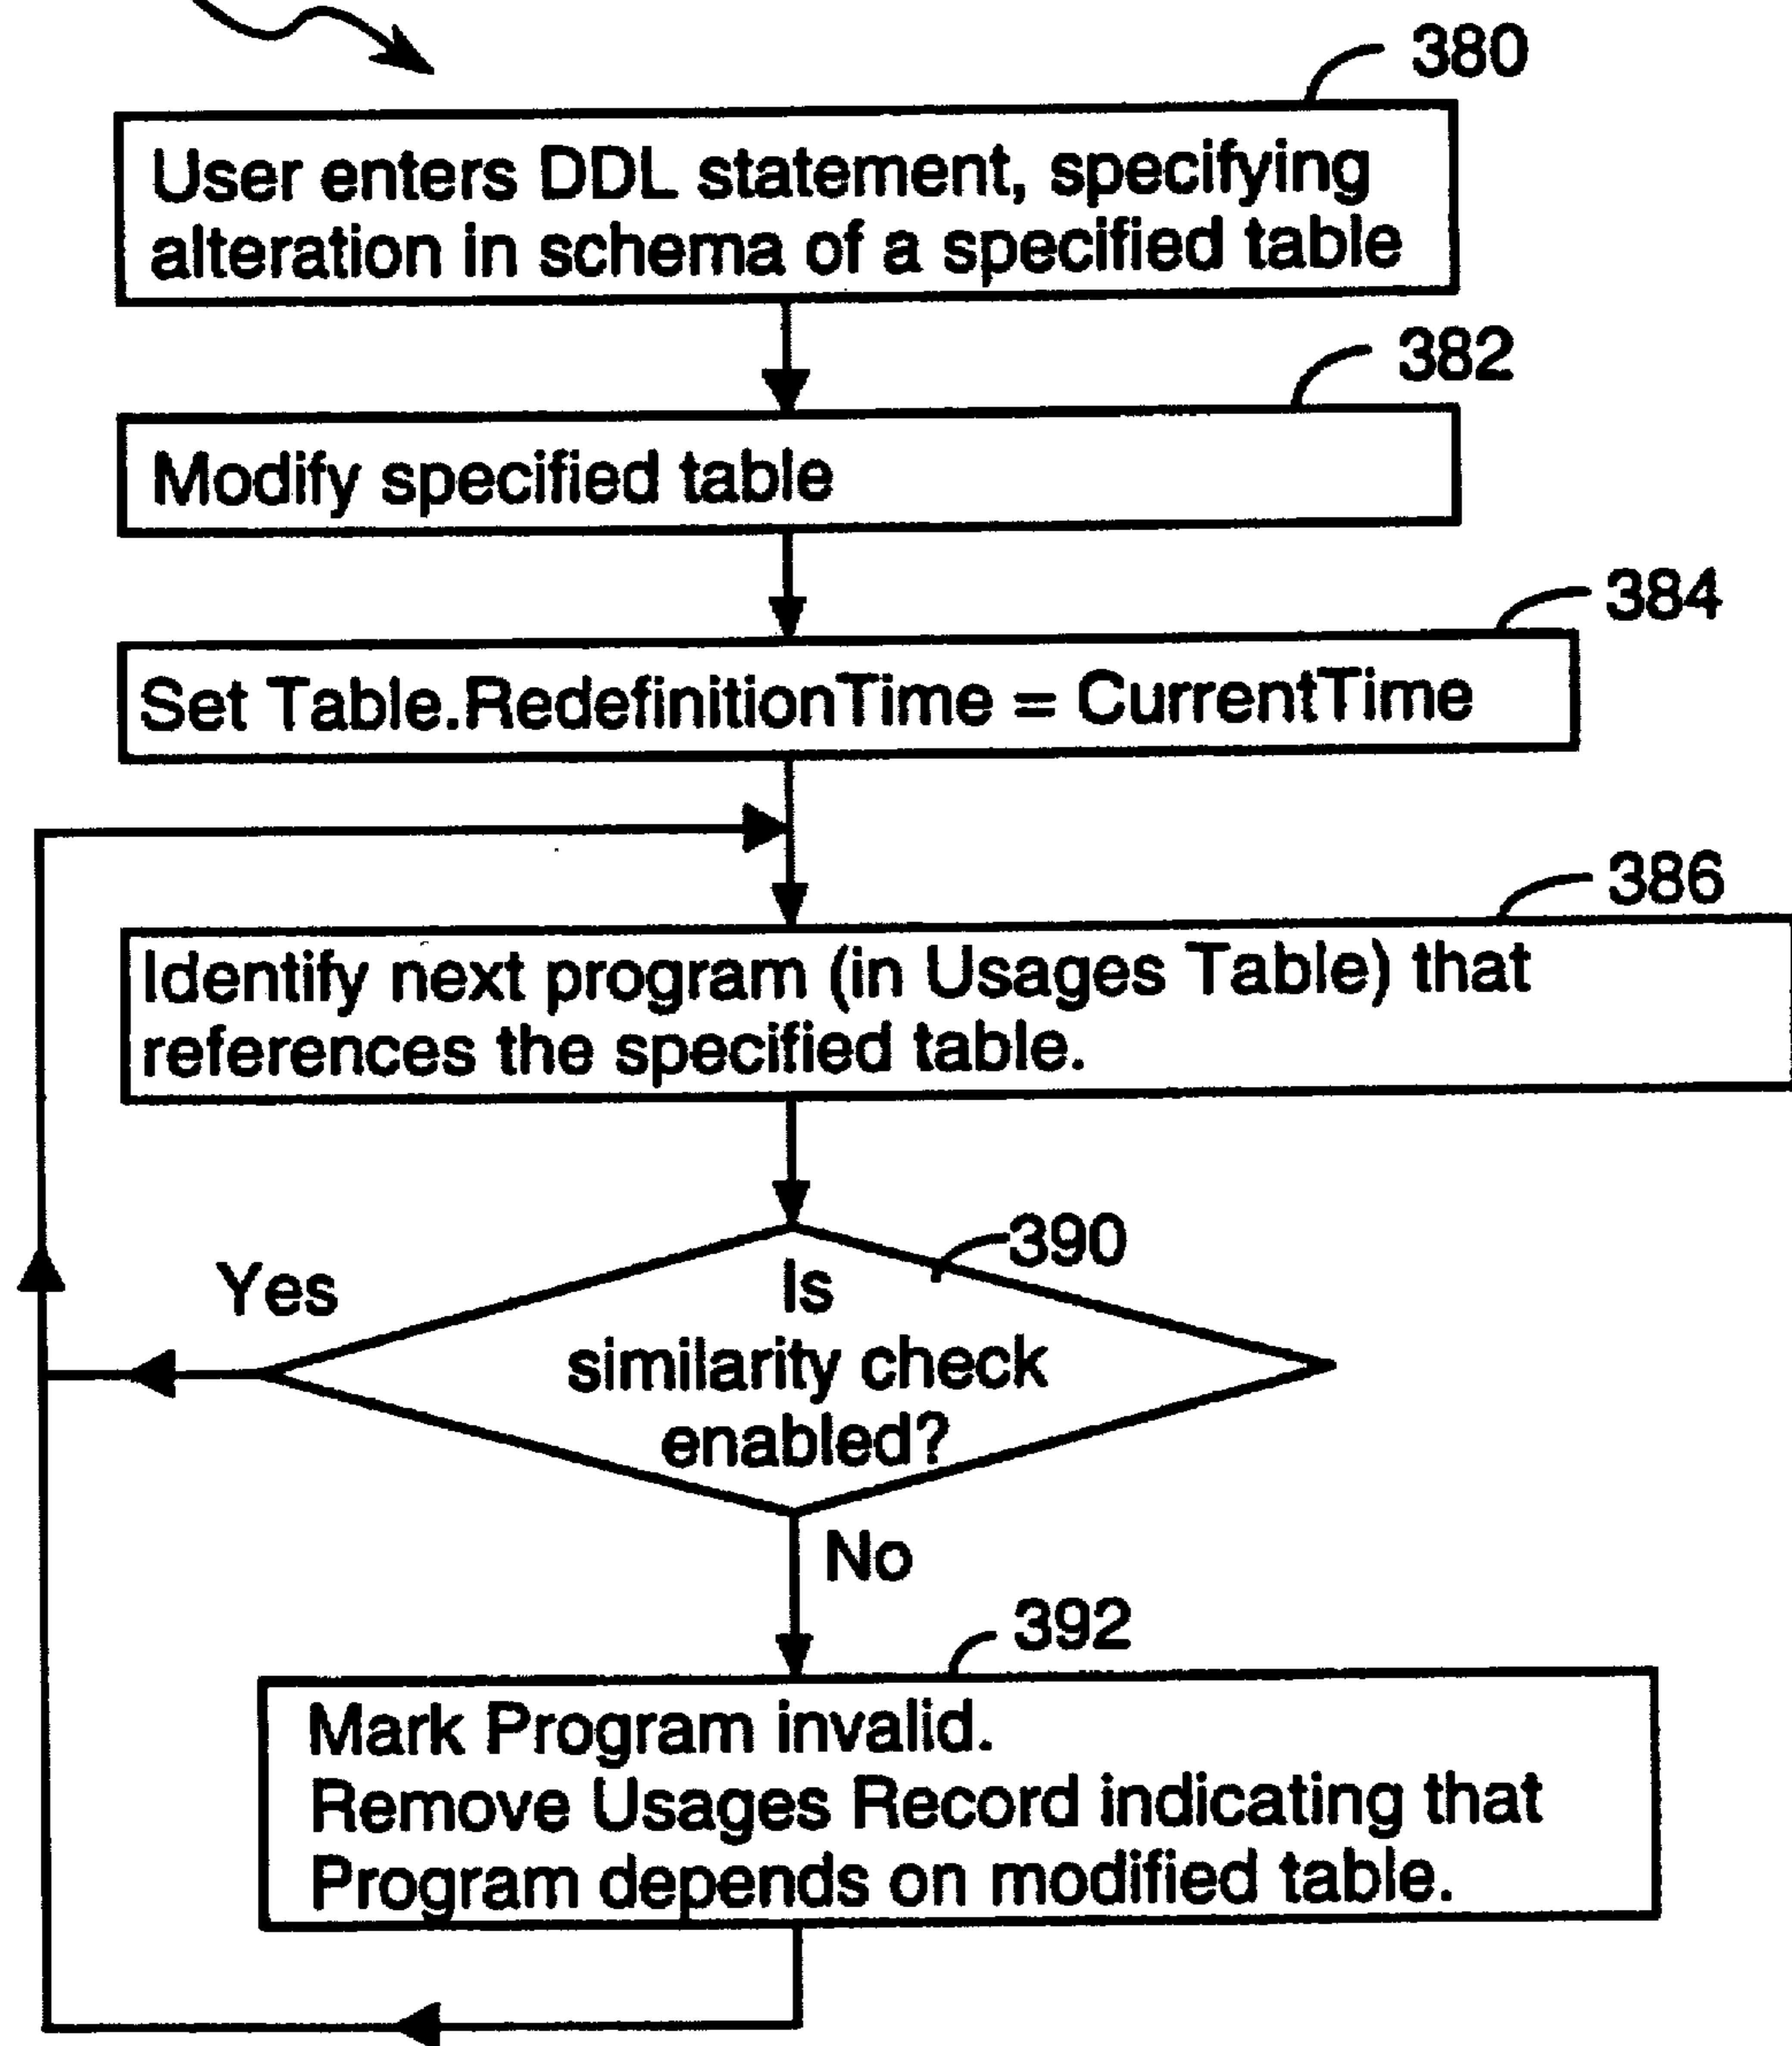 380
User enters DDL statement, specifying
alteration in schema of a specified table
382
Modify specified table
384
Set Table.RedefinitionTime = CurrentTime
386
Identify next program (in Usages Table) that
references the specified table.
390
Yes
Is
similarity check
enabled?
No
392
Mark Program invalid.
Remove Usages Record indicating that
Program depends on modified table.